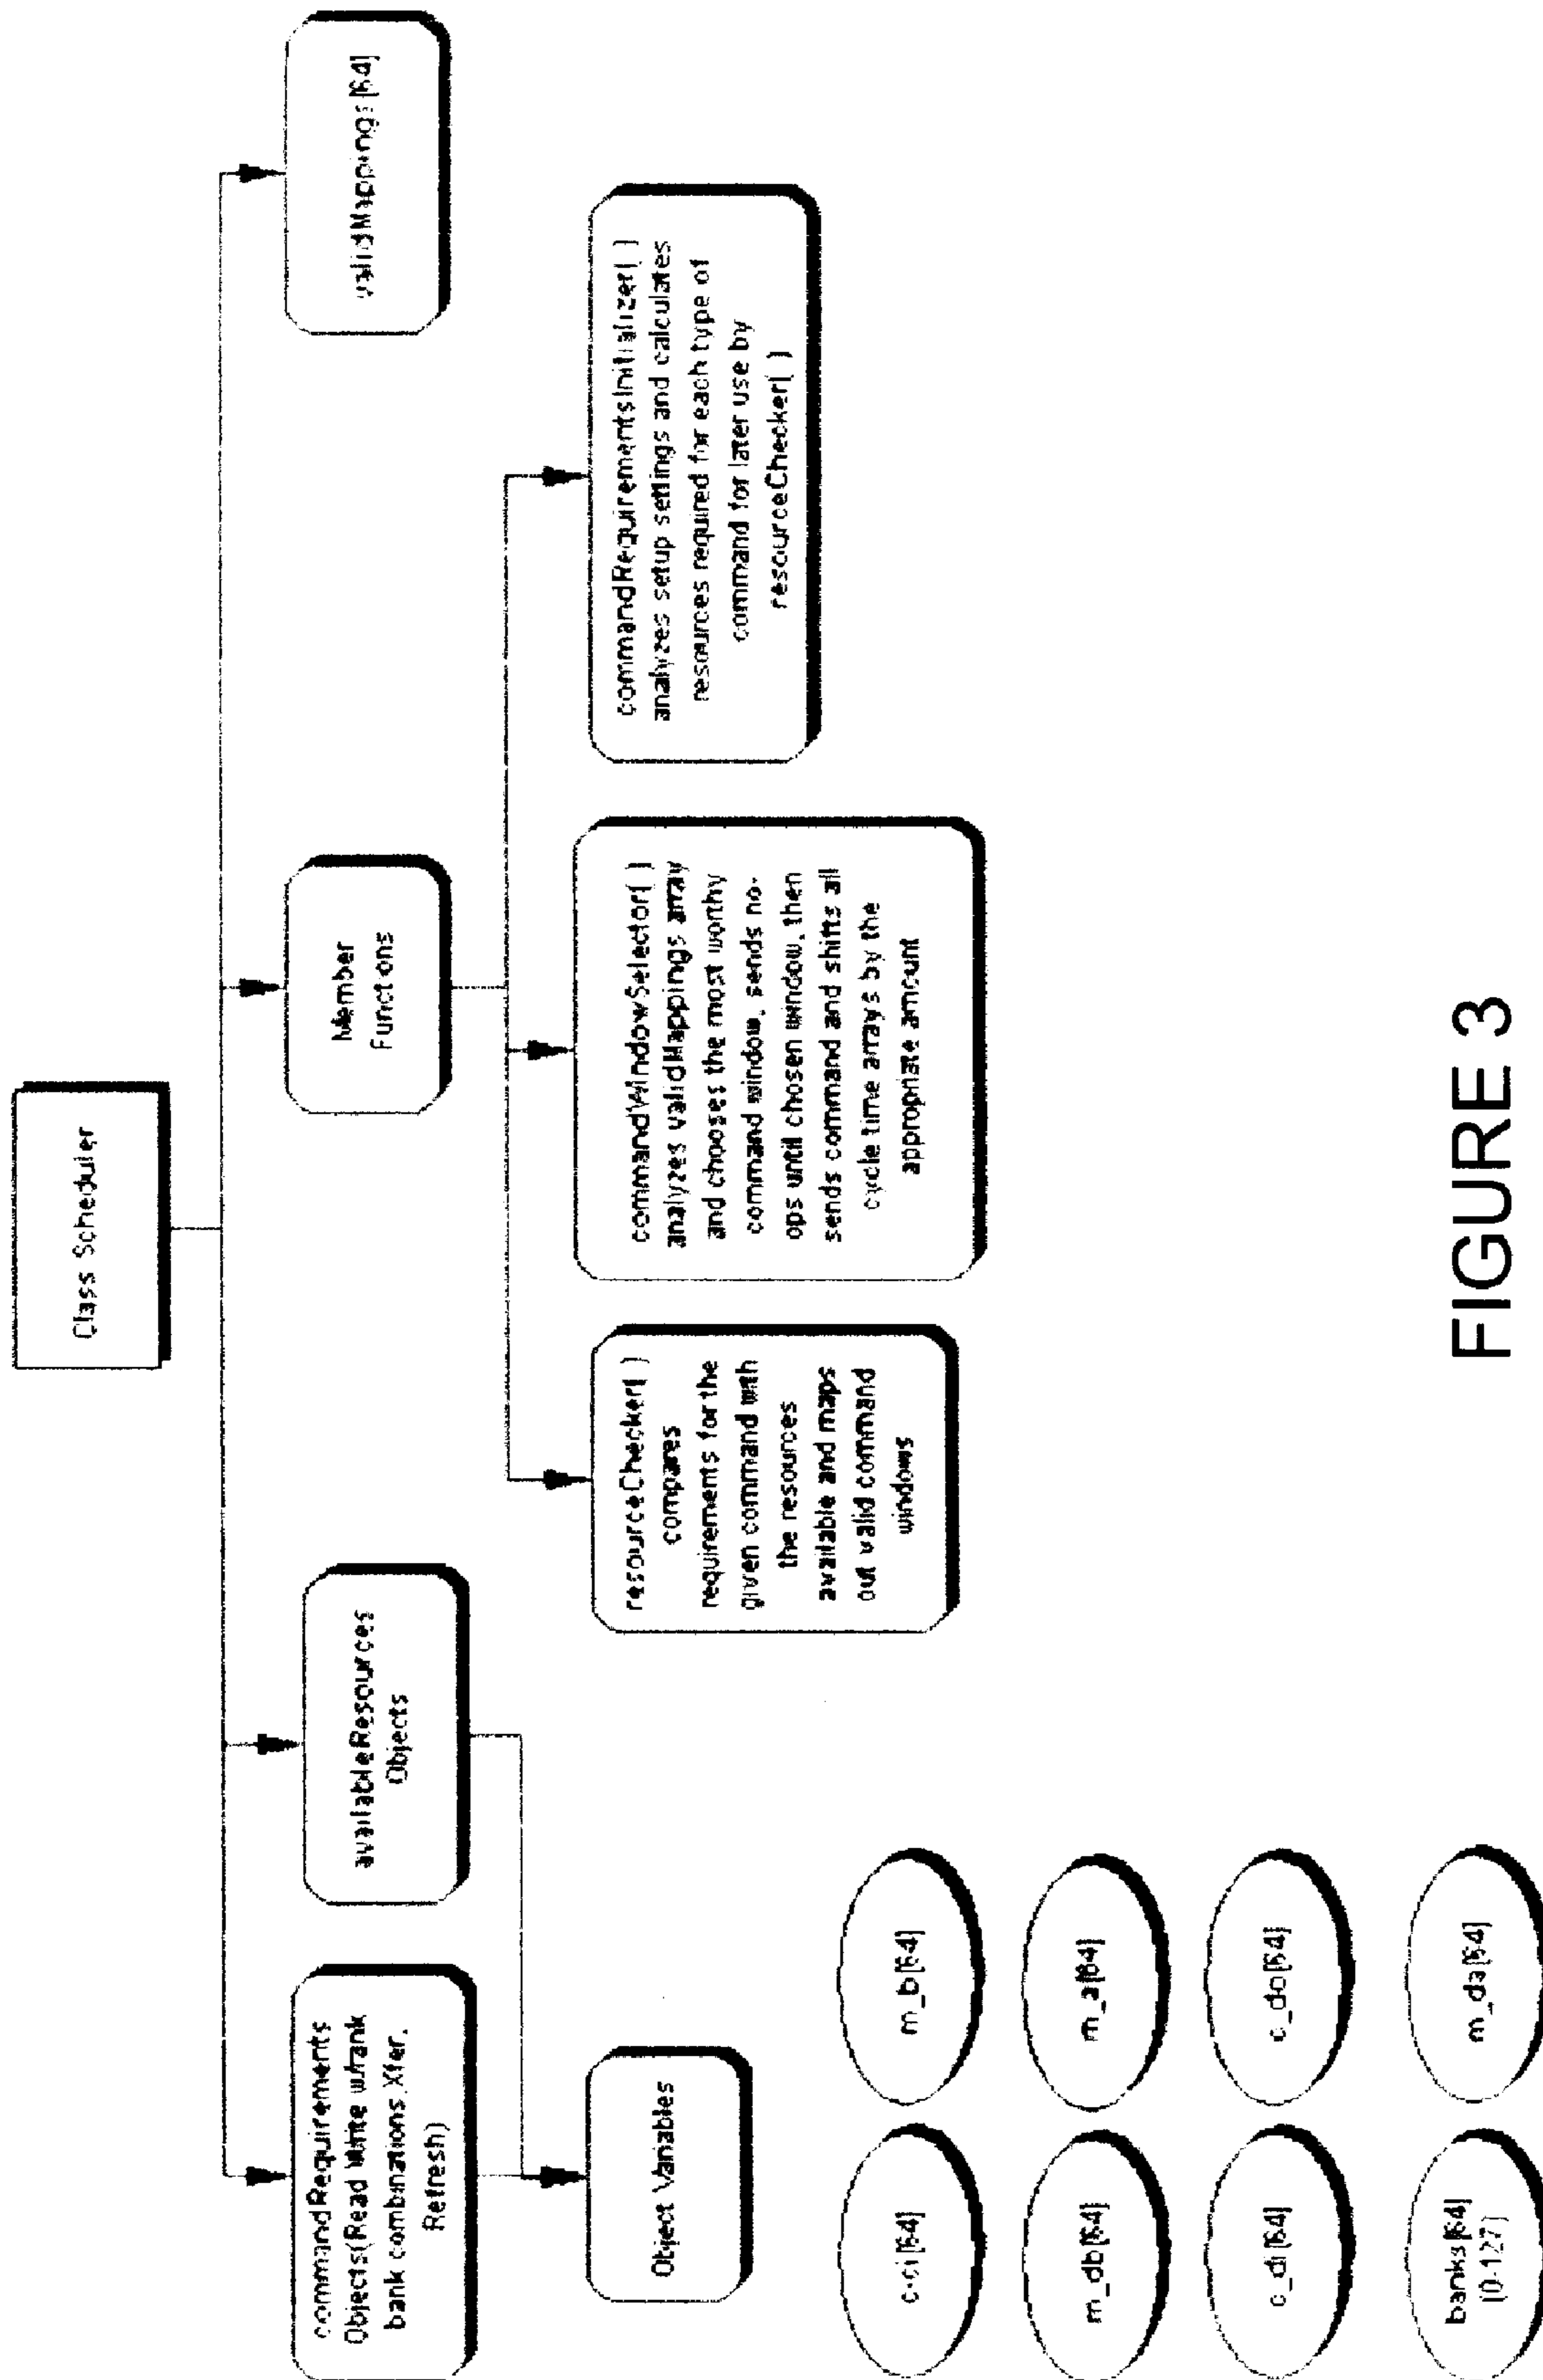 Class Scheduler
commandRequirements
Objects(Read Write w/rank
bank combinations, Xfer,
Refresh)
availableResources
Objects
Member
Functions
validMappings[64]
Object Variables
resourceChecker( )
compares
requirements for the
given command with
the resources
available and maps
out valid command
windows
commandWindowSelector( )
analyzes validMappings array
and chooses the most worthy
command window, sends no-
ops until chosen window, then
sends command and shifts all
cycle time arrays by the
appropriate amount
commandRequirementsInitializer( )
analyzes setup settings and calculates
resources required for each type of
command for later use by
resourceChecker( )
m_b[64]
m_db[64]
m_a[64]
c_di[64]
c_do[64]
banks[64]
[0-127]
m_da[64]
FIGURE 3